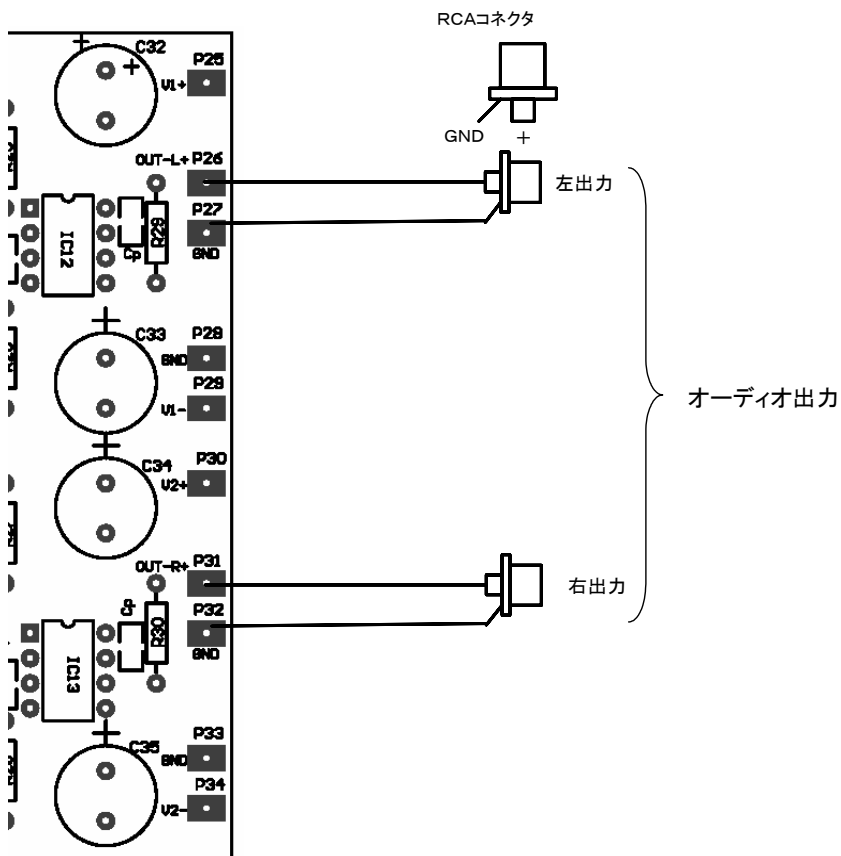 RCAコネクタ
GND
+
左出力
オーディオ出力
右出力
C32
P25
V1+
OUT-L+
P26
P27
R29
IC12
Cp
GND
C33
P28
GND
P29
V1-
C34
P30
V2+
OUT-R+
P31
Cp
P32
R30
IC13
GND
C35
P33
GND
P34
V2-